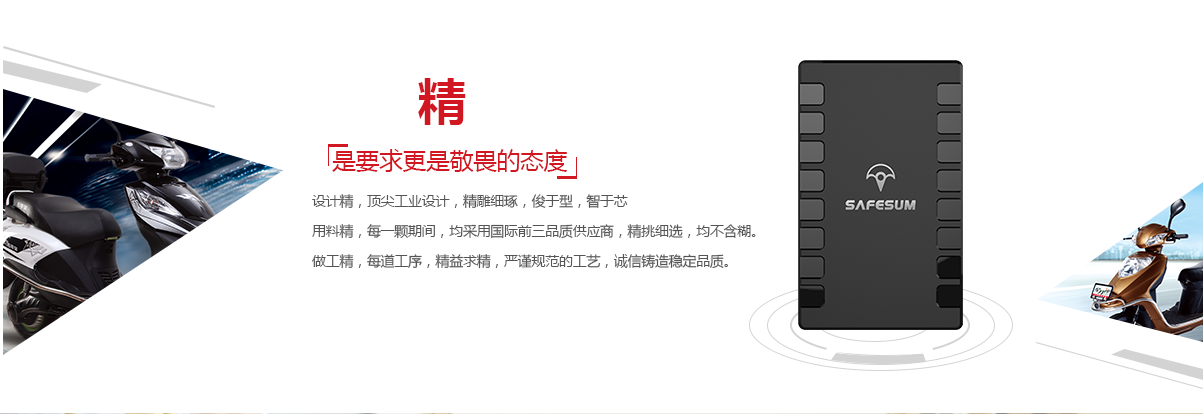 精
是要求更是敬畏的态度
设计精，顶尖工业设计，精雕细琢，俊于型，智于芯
用料精，每一颗期间，均采用国际前三品质供应商，精挑细选，均不含糊。
做工精，每道工序，精益求精，严谨规范的工艺，诚信铸造稳定品质。
SAFESUM